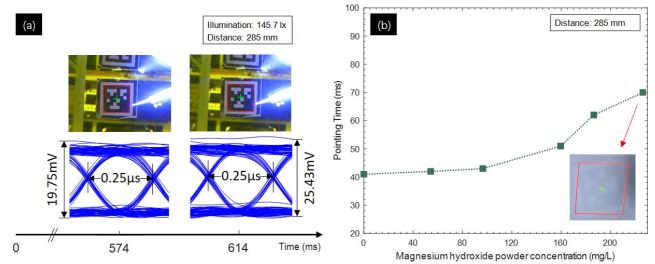 (a)
Illumination: 145.7 lx
Distance: 285 mm
19.75mV
0.25μs
0.25μs
25.43mV
0
574
614
Time (ms)
(b)
Distance: 285 mm
Pointing Time (ms)
100
90
80
70
60
50
40
30
20
0
40
80
120
160
200
Magnesium hydroxide powder concentration (mg/L)